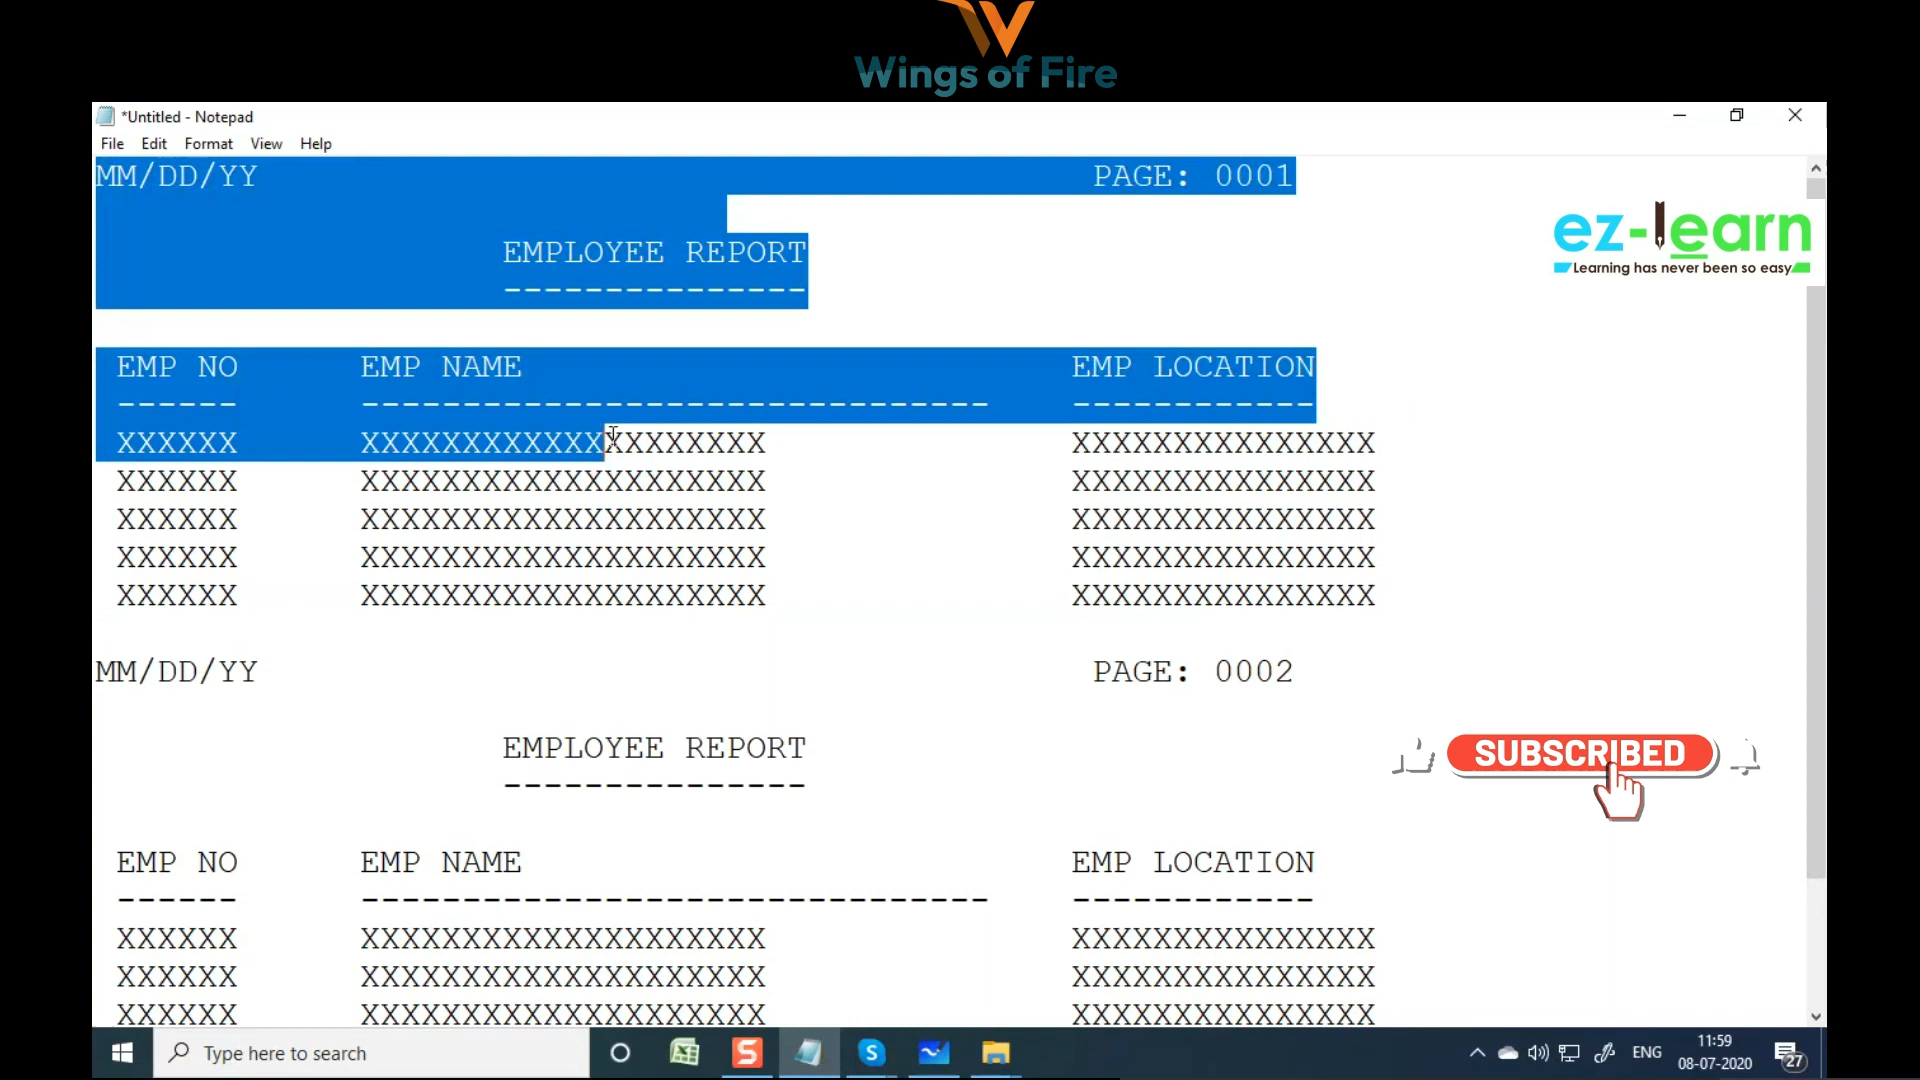 Wings of Fire
*Untitled - Notepad
File Edit Format View Help
MM/DD/YY PAGE: 0001
ez-learn
Learning has never been so easy
EMPLOYEE REPORT
---------------
EMP NO EMP NAME EMP LOCATION
------ ------------------------------- ------------
XXXXXX XXXXXXXXXXXXXXXXXXXX XXXXXXXXXXXXXXX
XXXXXX XXXXXXXXXXXXXXXXXXXX XXXXXXXXXXXXXXX
XXXXXX XXXXXXXXXXXXXXXXXXXX XXXXXXXXXXXXXXX
XXXXXX XXXXXXXXXXXXXXXXXXXX XXXXXXXXXXXXXXX
XXXXXX XXXXXXXXXXXXXXXXXXXX XXXXXXXXXXXXXXX
MM/DD/YY PAGE: 0002
EMPLOYEE REPORT
SUBSCRIBED
---------------
EMP NO EMP NAME EMP LOCATION
------ ------------------------------- ------------
XXXXXX XXXXXXXXXXXXXXXXXXXX XXXXXXXXXXXXXXX
XXXXXX XXXXXXXXXXXXXXXXXXXX XXXXXXXXXXXXXXX
XXXXXX XXXXXXXXXXXXXXXXXXXX XXXXXXXXXXXXXXX
Type here to search
ENG
11:59
08-07-2020
27